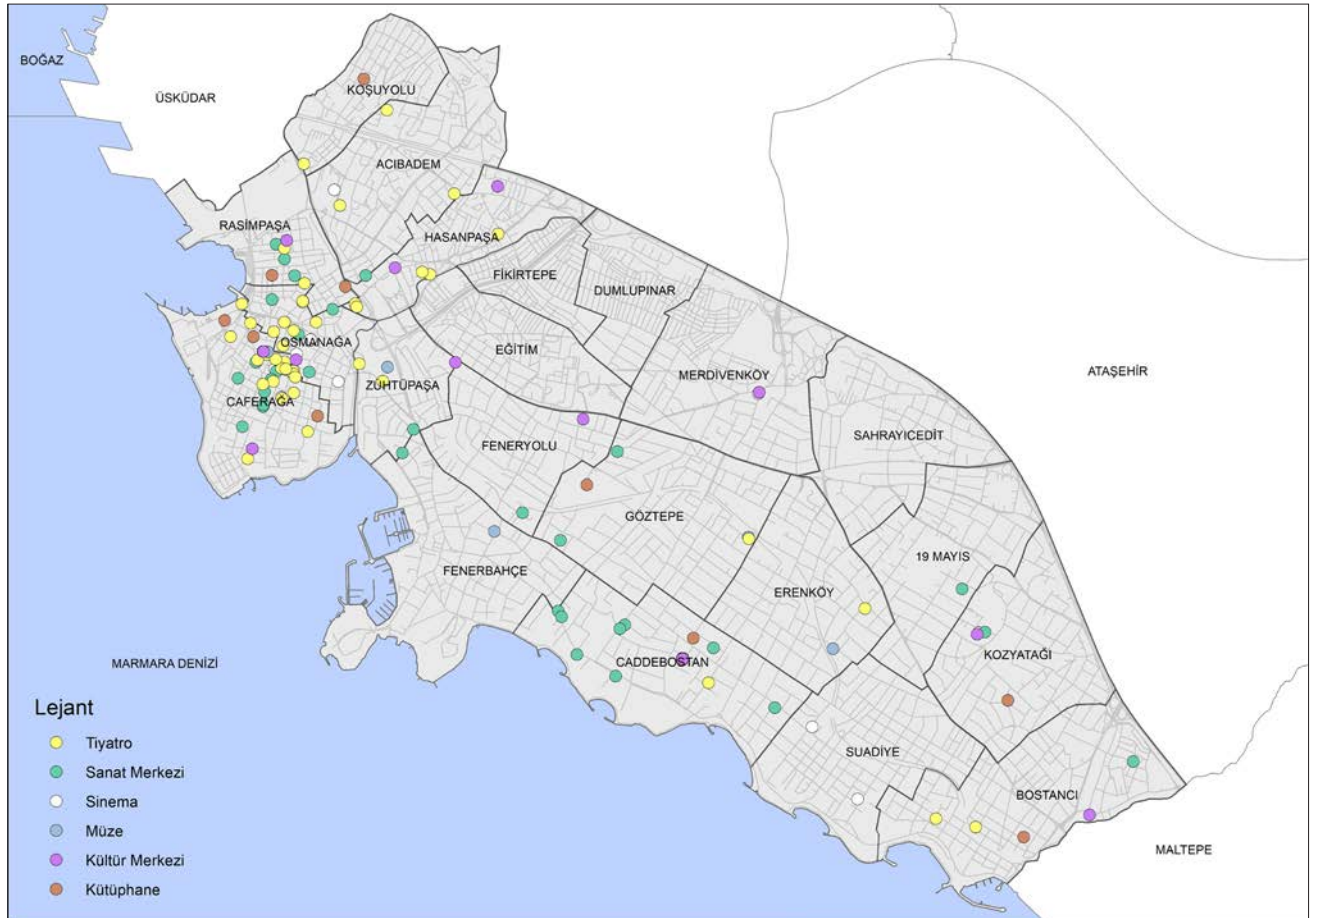 BOĞAZ
ÜSKÜDAR
KOŞUYOLU
ACIBADEM
RASİMPAŞA
HASANPAŞA
FİKİRTEPE
DUMLUPINAR
OSMANAĞA
EĞİTİM
MERDİVENKÖY
ATAŞEHİR
ZÜHTÜPAŞA
CAFERAĞA
SAHRAYICEDİT
FENERYOLU
GÖZTEPE
19 MAYIS
FENERBAHÇE
ERENKÖY
KOZYATAĞI
MARMARA DENİZİ
CADDEBOSTAN
SUADİYE
BOSTANCI
MALTEPE
Lejant
Tiyatro
Sanat Merkezi
Sinema
Müze
Kültür Merkezi
Kütüphane